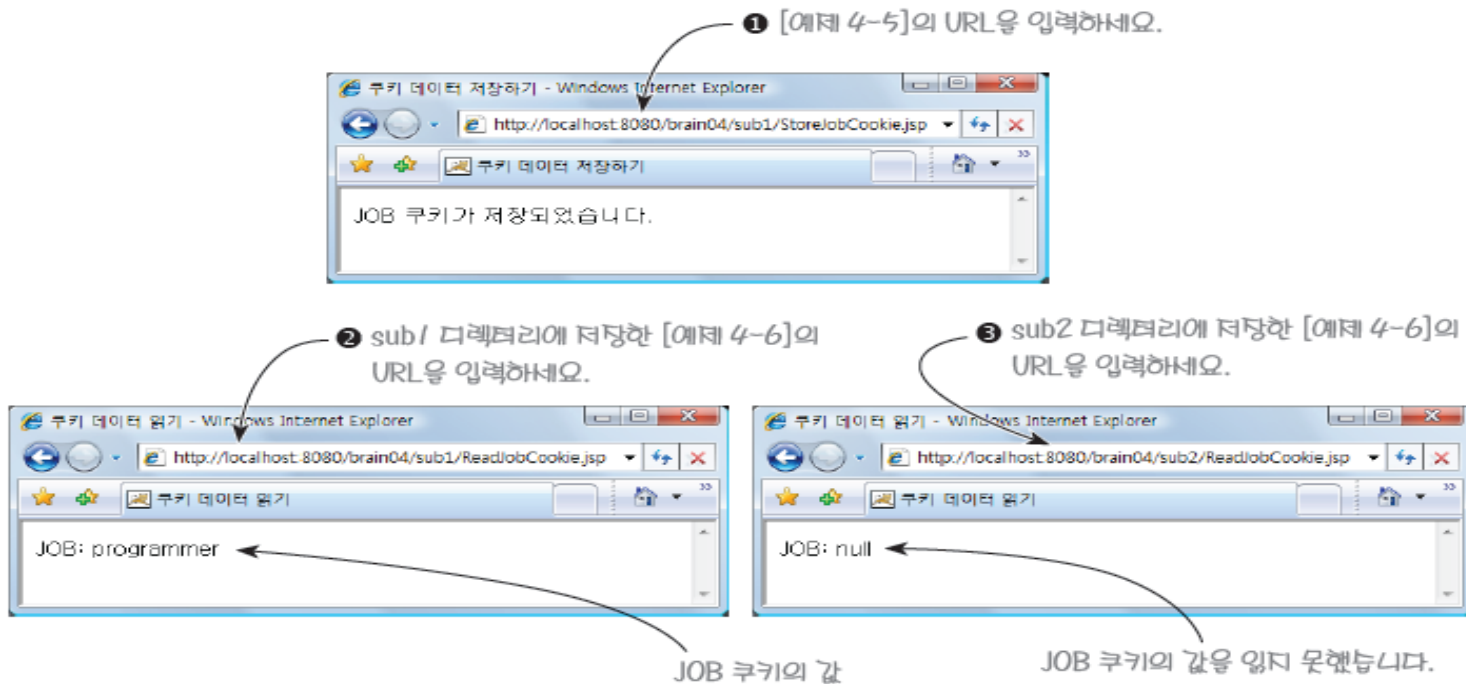 ❶ [예제 4-5]의 URL을 입력하세요.
쿠키 데이터 저장하기 - Windows Internet Explorer
http://localhost:8080/brain04/sub1/StoreJobCookie.jsp
쿠키 데이터 저장하기
JOB 쿠키가 저장되었습니다.
❷ sub1 디렉터리에 저장한 [예제 4-6]의
URL을 입력하세요.
❸ sub2 디렉터리에 저장한 [예제 4-6]의
URL을 입력하세요.
쿠키 데이터 읽기 - Windows Internet Explorer
http://localhost:8080/brain04/sub1/ReadJobCookie.jsp
쿠키 데이터 읽기
JOB: programmer
쿠키 데이터 읽기 - Windows Internet Explorer
http://localhost:8080/brain04/sub2/ReadJobCookie.jsp
쿠키 데이터 읽기
JOB: null
JOB 쿠키의 값
JOB 쿠키의 값을 읽지 못했습니다.